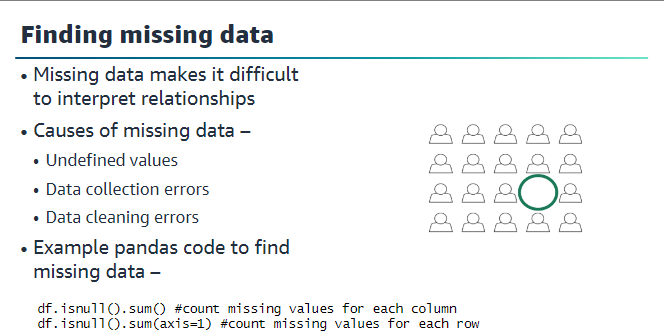 Finding missing data
• Missing data makes it difficult
to interpret relationships
• Causes of missing data –
• Undefined values
• Data collection errors
• Data cleaning errors
• Example pandas code to find
missing data –
df.isnull().sum() #count missing values for each column
df.isnull().sum(axis=1) #count missing values for each row